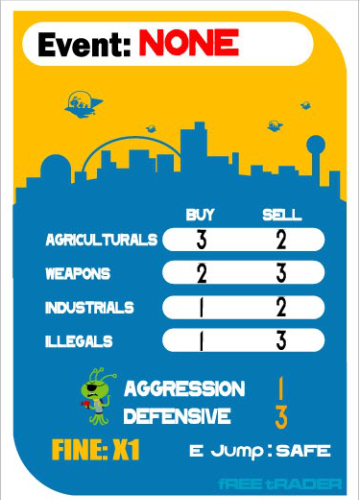 Event: NONE
BUY SELL
AGRICULTURALS 3 2
WEAPONS 2 3
INDUSTRIALS 1 2
ILLEGALS 1 3
AGGRESSION 1
DEFENSIVE 3
FINE: X1 E Jump: SAFE
FREE tRADER